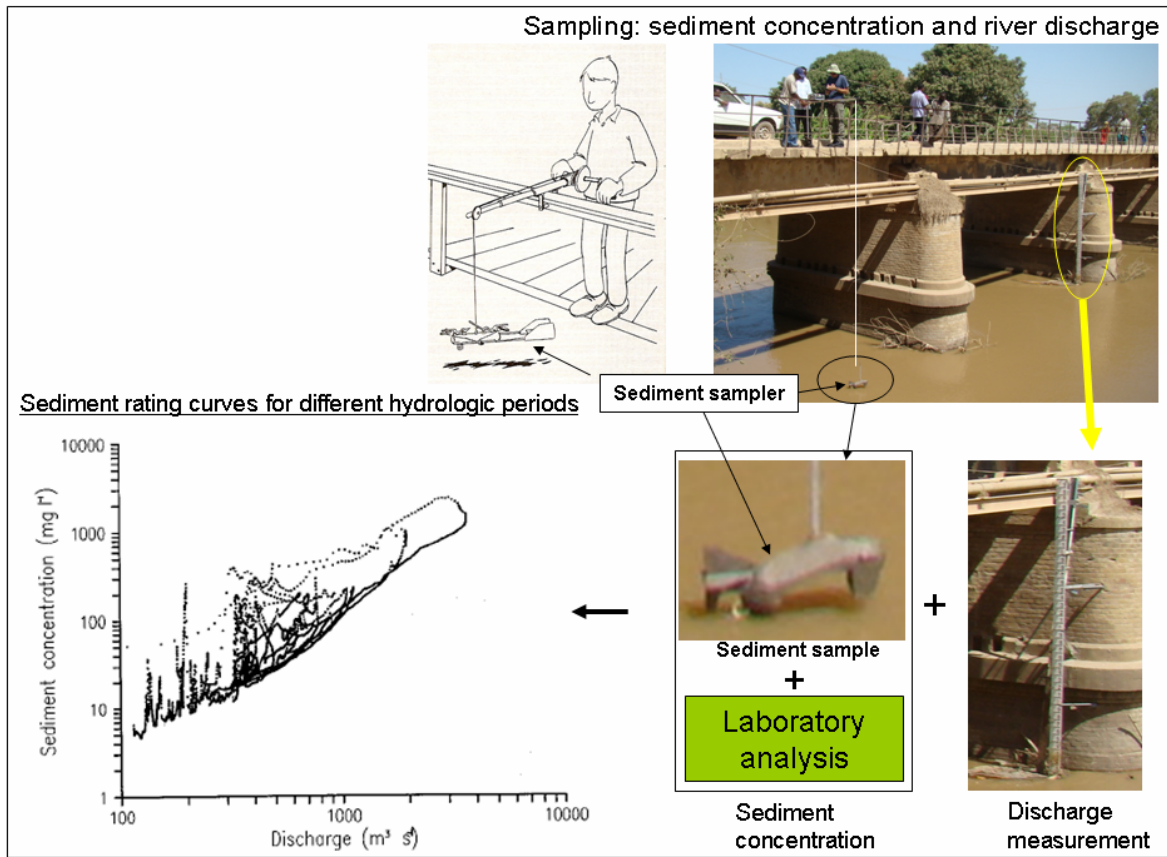 Sampling: sediment concentration and river discharge
Sediment sampler
Sediment rating curves for different hydrologic periods
10000
1000
100
10
1
Sediment concentration (mg l⁻¹)
100
1000
10000
Discharge (m³ s⁻¹)
Sediment sample
+
Laboratory
analysis
+
Sediment
concentration
Discharge
measurement